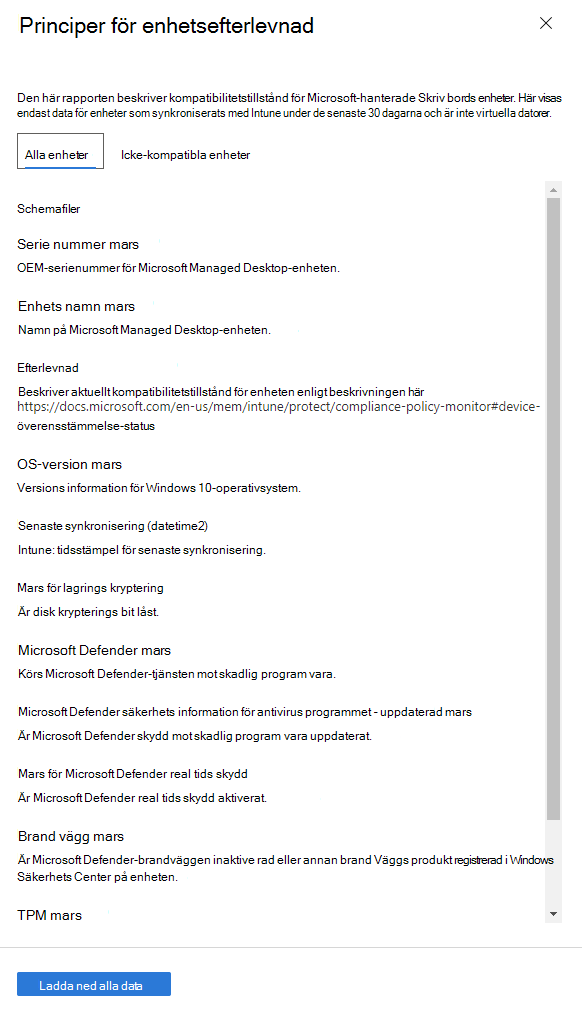 Principer för enhetsefterlevnad
Den här rapporten beskriver kompatibilitetstillstånd för Microsoft-hanterade Skriv bords enheter. Här visas
endast data för enheter som synkroniserats med Intune under de senaste 30 dagarna och är inte virtuella datorer.
Alla enheter
Icke-kompatibla enheter
Schemafiler
Serie nummer mars
OEM-serienummer för Microsoft Managed Desktop-enheten.
Enhets namn mars
Namn på Microsoft Managed Desktop-enheten.
Efterlevnad
Beskriver aktuellt kompatibilitetstillstånd för enheten enligt beskrivningen här
https://docs.microsoft.com/en-us/mem/intune/protect/compliance-policy-monitor#device-
överensstämmelse-status
OS-version mars
Versions information för Windows 10-operativsystem.
Senaste synkronisering (datetime2)
Intune: tidsstämpel för senaste synkronisering.
Mars för lagrings kryptering
Är disk krypterings bit låst.
Microsoft Defender mars
Körs Microsoft Defender-tjänsten mot skadlig program vara.
Microsoft Defender säkerhets information för antivirus programmet - uppdaterad mars
Är Microsoft Defender skydd mot skadlig program vara uppdaterat.
Mars för Microsoft Defender real tids skydd
Är Microsoft Defender real tids skydd aktiverat.
Brand vägg mars
Är Microsoft Defender-brandväggen inaktive rad eller annan brand Väggs produkt registrerad i Windows
Säkerhets Center på enheten.
TPM mars
Ladda ned alla data